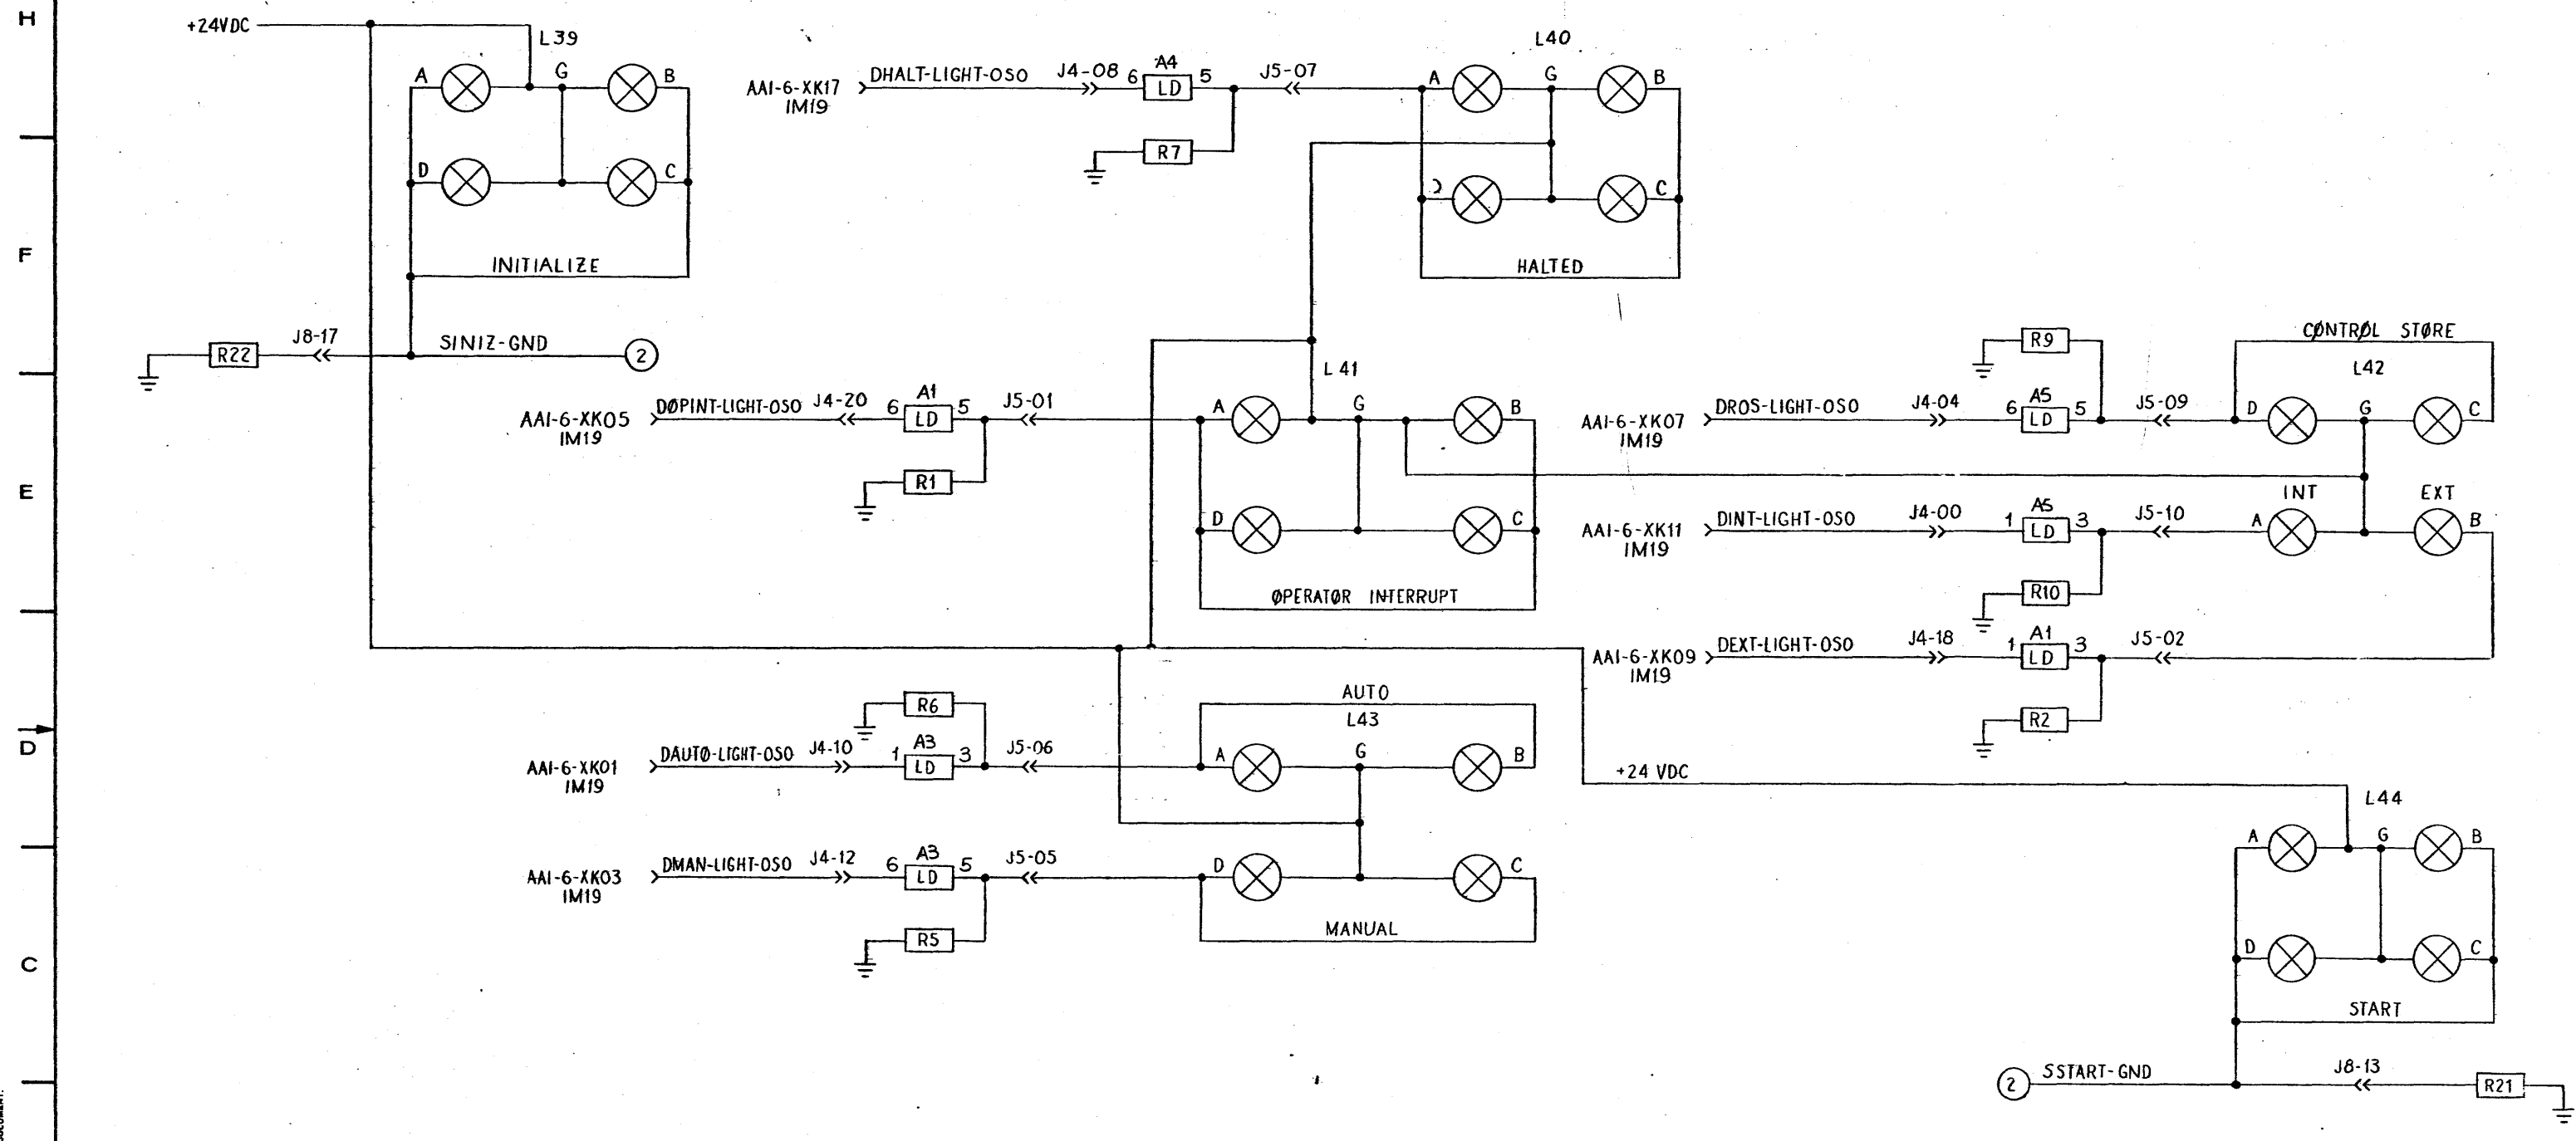 H
+24VDC
L39
A
G
B
D
C
INITIALIZE
J8-17
R22
SINIZ-GND
2
AAI-6-XK17
IM19
DHALT-LIGHT-OSO
J4-08
6
A4
LD
5
J5-07
R7
L40
A
G
B
C
HALTED
F
AAI-6-XK05
IM19
DØPINT-LIGHT-OSO
J4-20
6
A1
LD
5
J5-01
R1
L41
A
G
B
D
C
ØPERATØR INTERRUPT
E
CØNTRØL STØRE
L42
R9
AAI-6-XK07
IM19
DROS-LIGHT-OSO
J4-04
6
A5
LD
5
J5-09
D
G
C
INT
EXT
AAI-6-XK11
IM19
DINT-LIGHT-OSO
J4-00
1
A5
LD
3
J5-10
A
B
R10
AAI-6-XK09
IM19
DEXT-LIGHT-OSO
J4-18
1
A1
LD
3
J5-02
R2
D
R6
AAI-6-XK01
IM19
DAUTØ-LIGHT-OSO
J4-10
1
A3
LD
3
J5-06
AUTO
L43
A
G
B
AAI-6-XK03
IM19
DMAN-LIGHT-OSO
J4-12
6
A3
LD
5
J5-05
D
C
R5
MANUAL
+24 VDC
L44
A
G
B
D
C
START
C
2
SSTART-GND
J8-13
R21